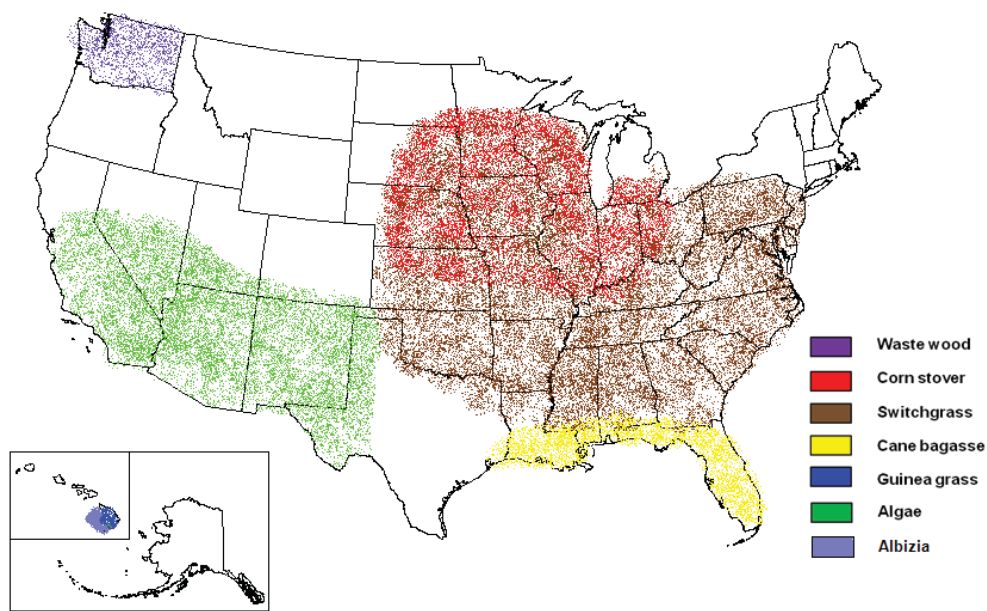 Waste wood
Corn stover
Switchgrass
Cane bagasse
Guinea grass
Algae
Albizia